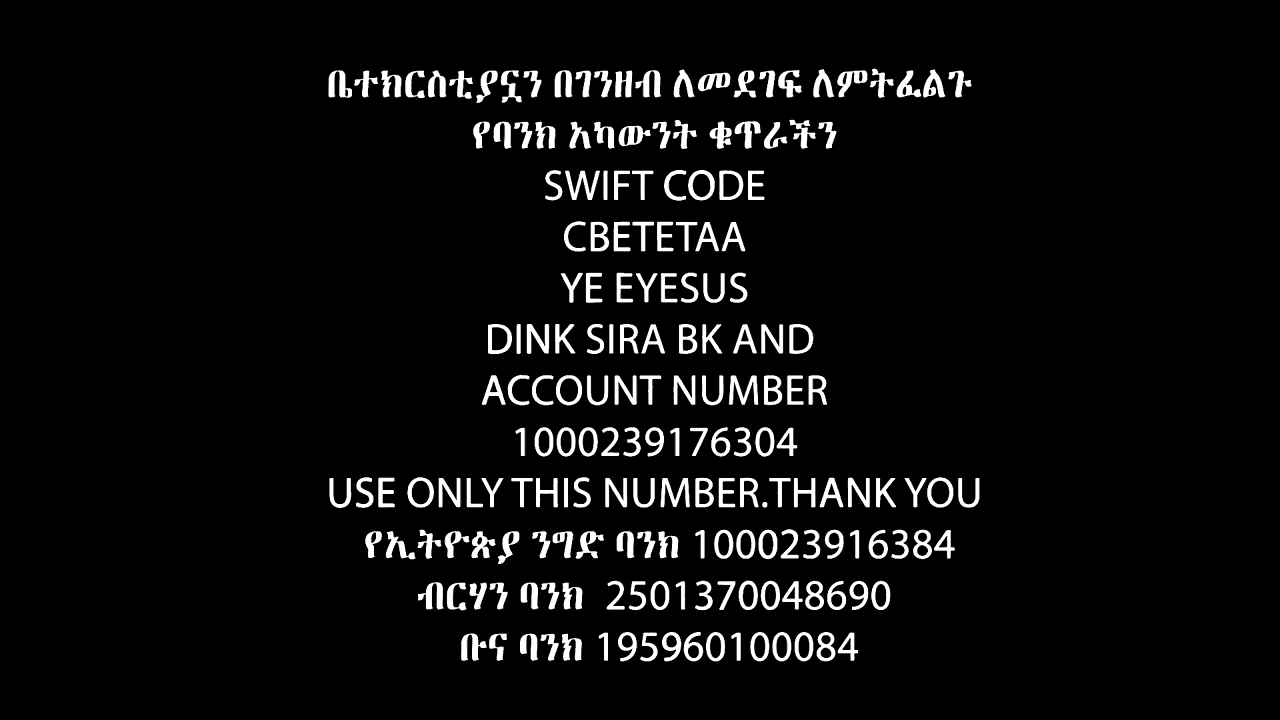 ቤተክርስቲያኗን በገንዘብ ለመደገፍ ለምትፈልጉ
የባንክ አካውንት ቁጥራችን
SWIFT CODE
CBETETAA
YE EYESUS
DINK SIRA BK AND
ACCOUNT NUMBER
1000239176304
USE ONLY THIS NUMBER.THANK YOU
የኢትዮጵያ ንግድ ባንክ 100023916384
ብርሃን ባንክ 2501370048690
ቡና ባንክ 195960100084